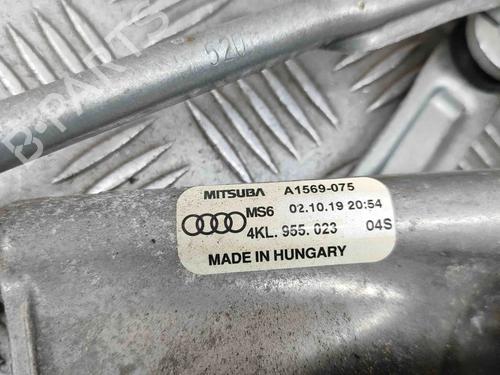 520
B-PARTS
MITSUBA A1569-075
MS6 02.10.19 20:54
4KL. 955. 023 04S
MADE IN HUNGARY